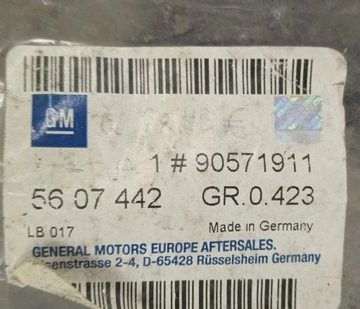 GM
1 # 90571911
56 07 442 GR.0.423
LB 017 Made in Germany
GENERAL MOTORS EUROPE AFTERSALES.
2-4, D-65428 Rüsselsheim Germany